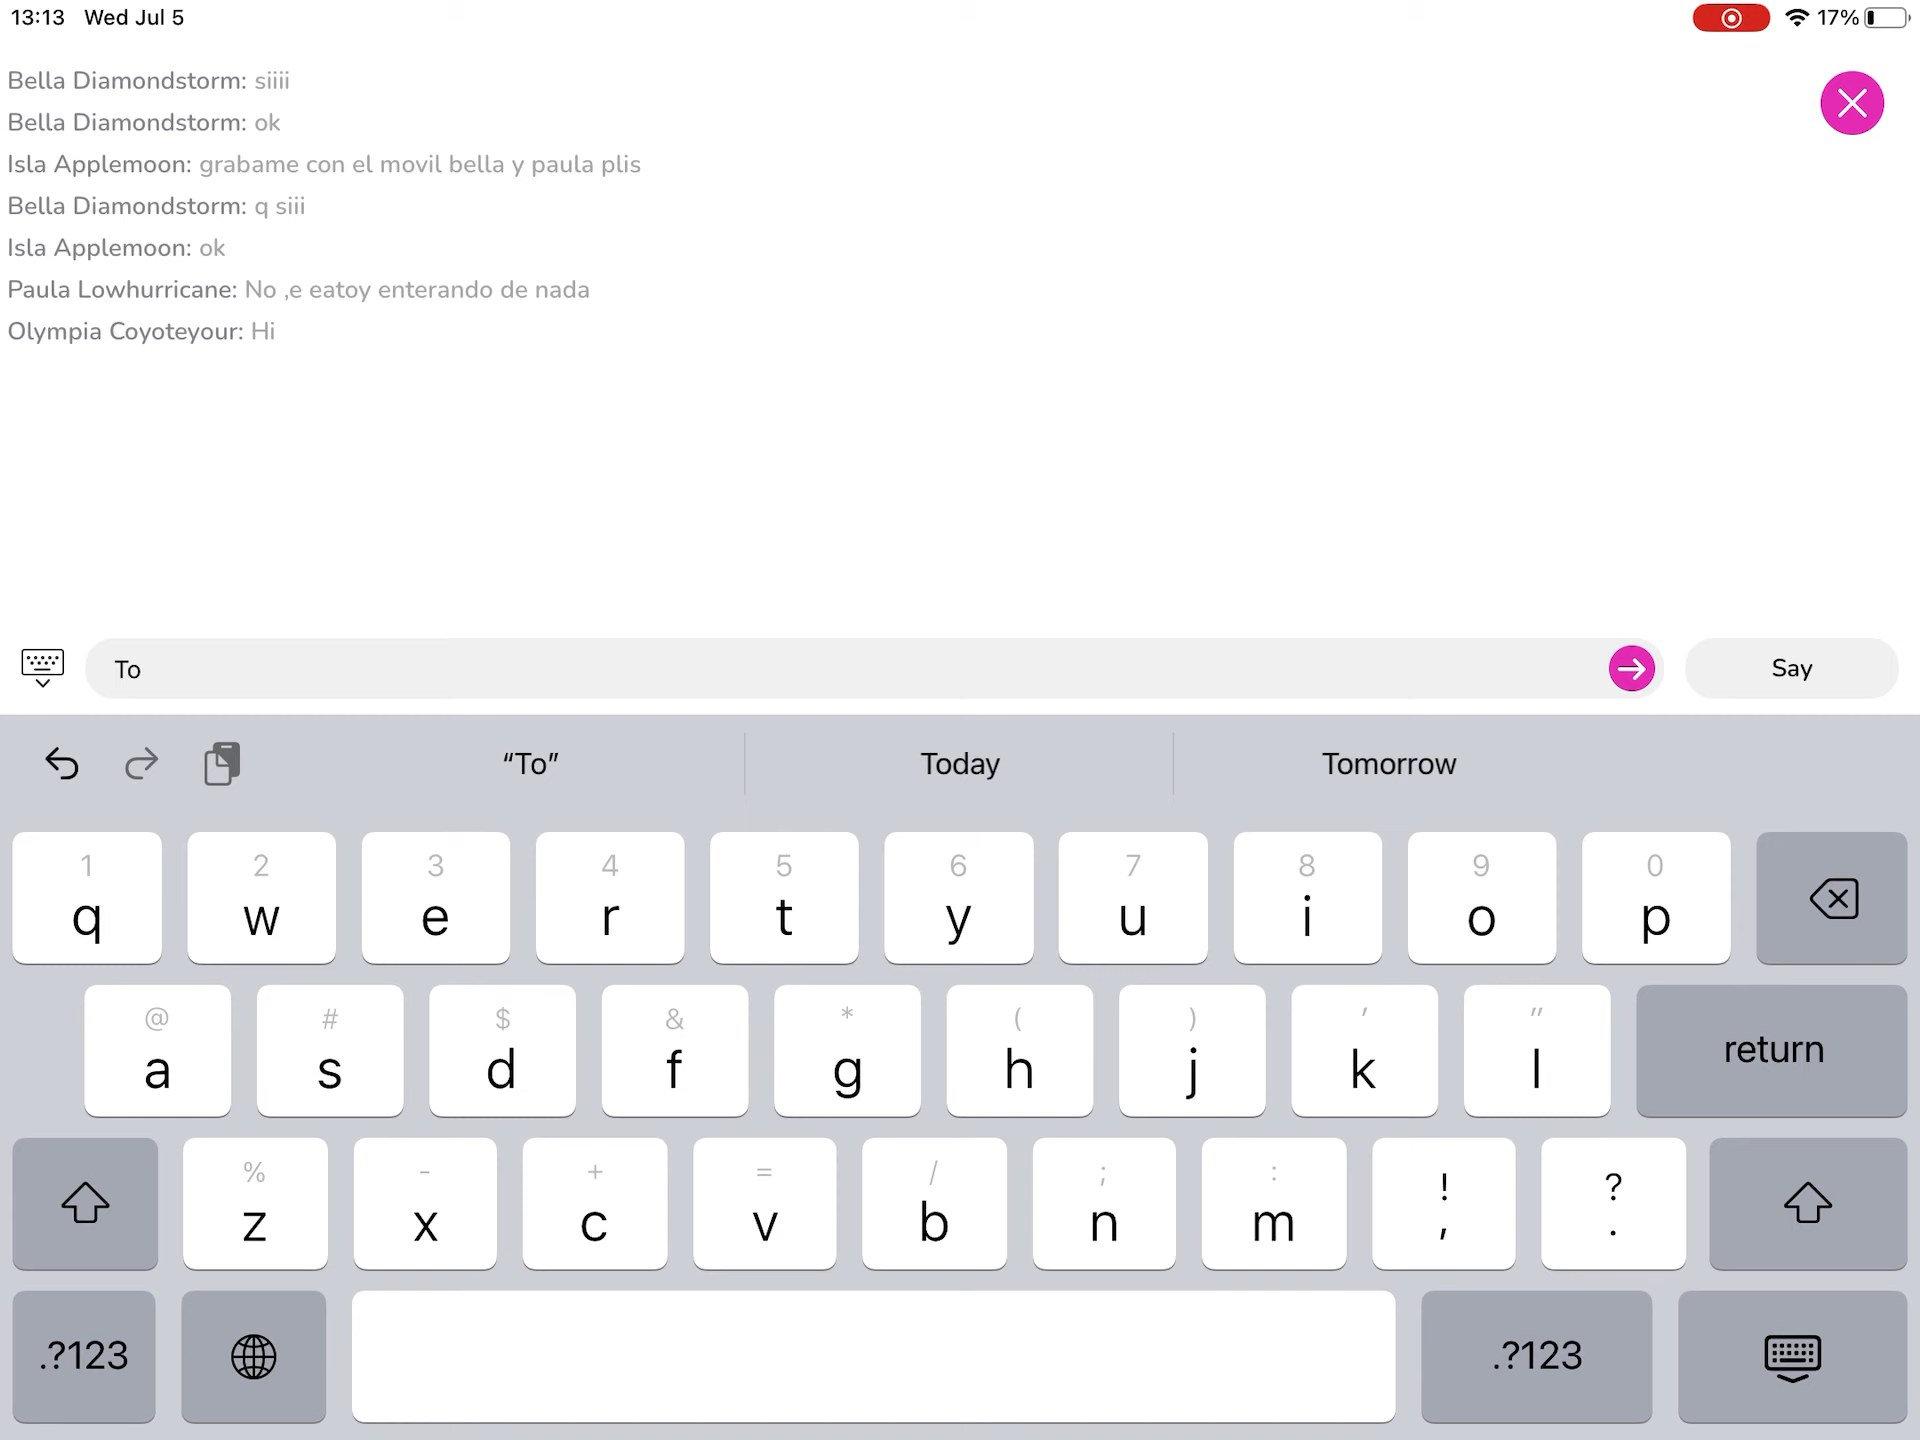 13:13 Wed Jul 5 17%
Bella Diamondstorm: siiii
Bella Diamondstorm: ok
Isla Applemoon: grabame con el movil bella y paula plis
Bella Diamondstorm: q siii
Isla Applemoon: ok
Paula Lowhurricane: No ,e eatoy enterando de nada
Olympia Coyoteyour: Hi
To Say
“To” Today Tomorrow
1 2 3 4 5 6 7 8 9 0
q w e r t y u i o p
@ # $ & * ( ) ' "
a s d f g h j k l return
% - + = / ; : ! ?
z x c v b n m , .
.?123 .?123